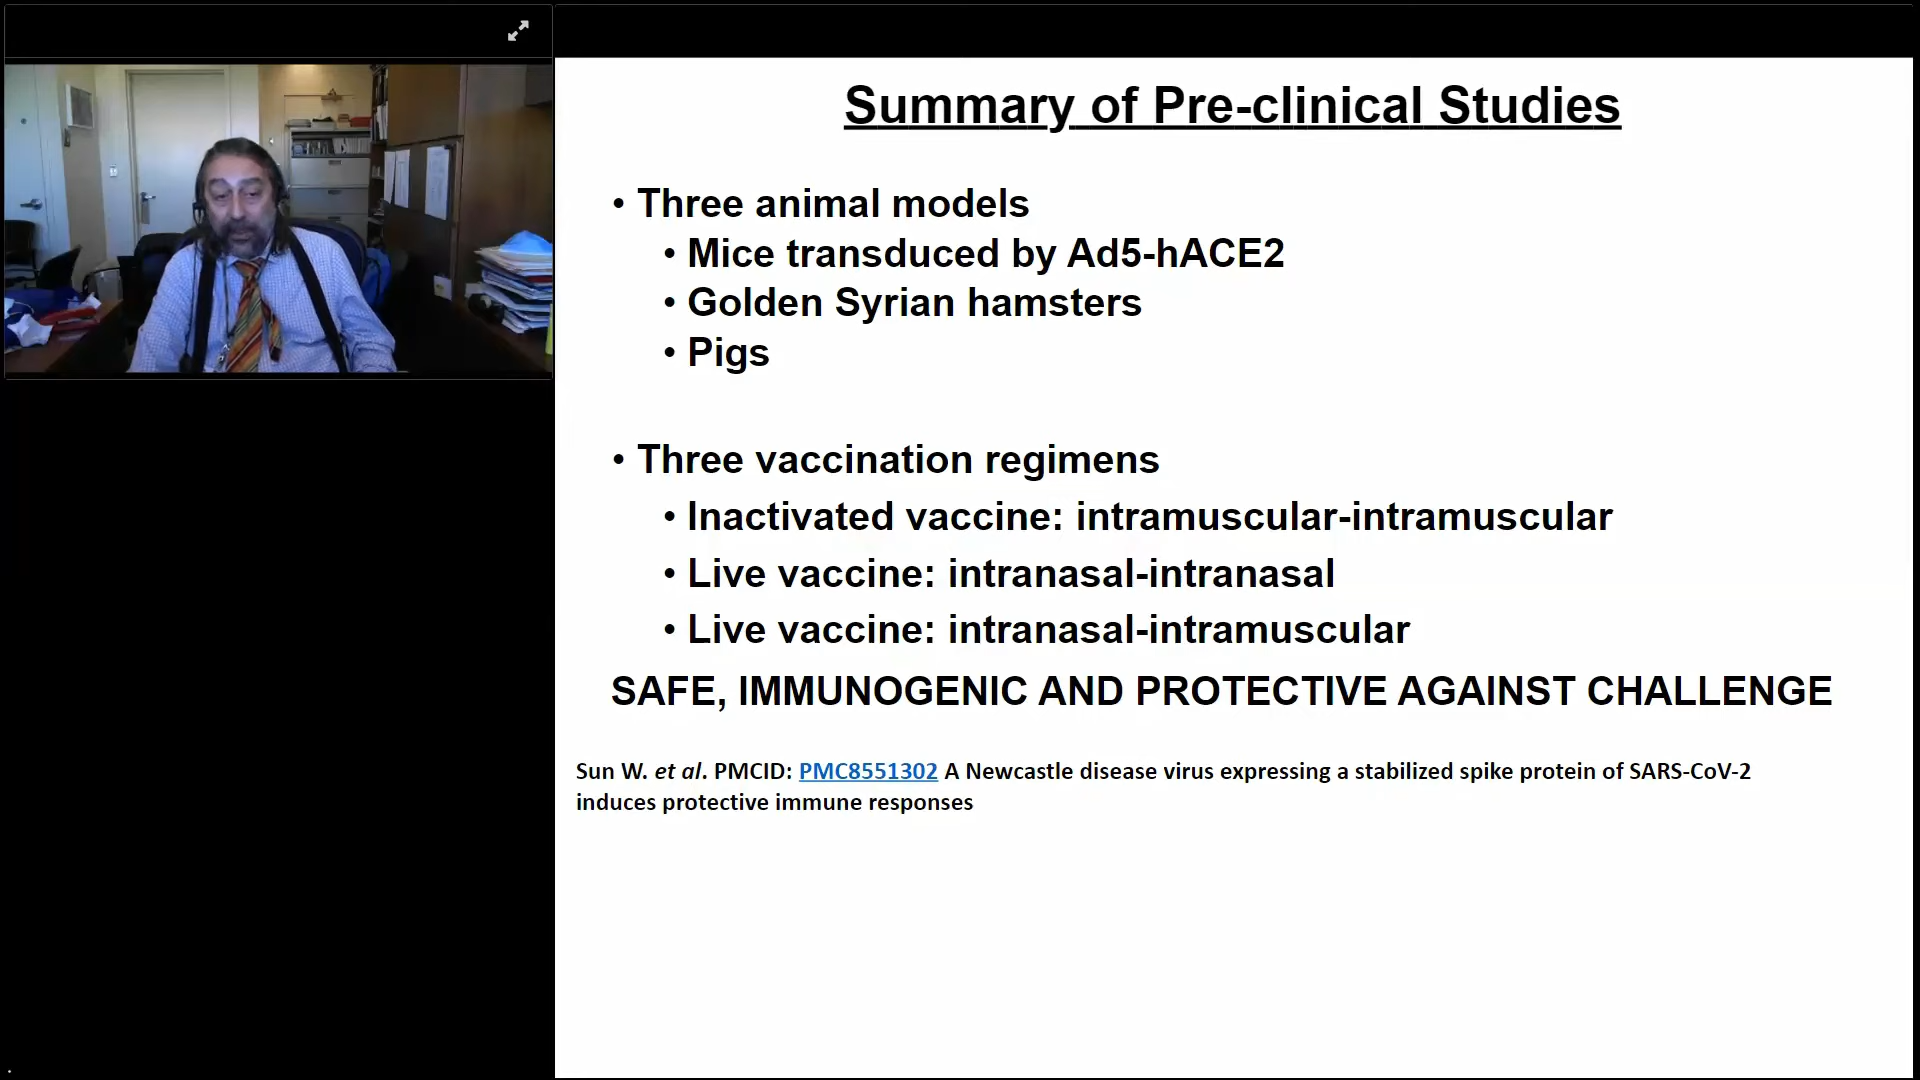 Summary of Pre-clinical Studies
• Three animal models
• Mice transduced by Ad5-hACE2
• Golden Syrian hamsters
• Pigs
• Three vaccination regimens
• Inactivated vaccine: intramuscular-intramuscular
• Live vaccine: intranasal-intranasal
• Live vaccine: intranasal-intramuscular
SAFE, IMMUNOGENIC AND PROTECTIVE AGAINST CHALLENGE
Sun W. et al. PMCID: PMC8551302 A Newcastle disease virus expressing a stabilized spike protein of SARS-CoV-2
induces protective immune responses